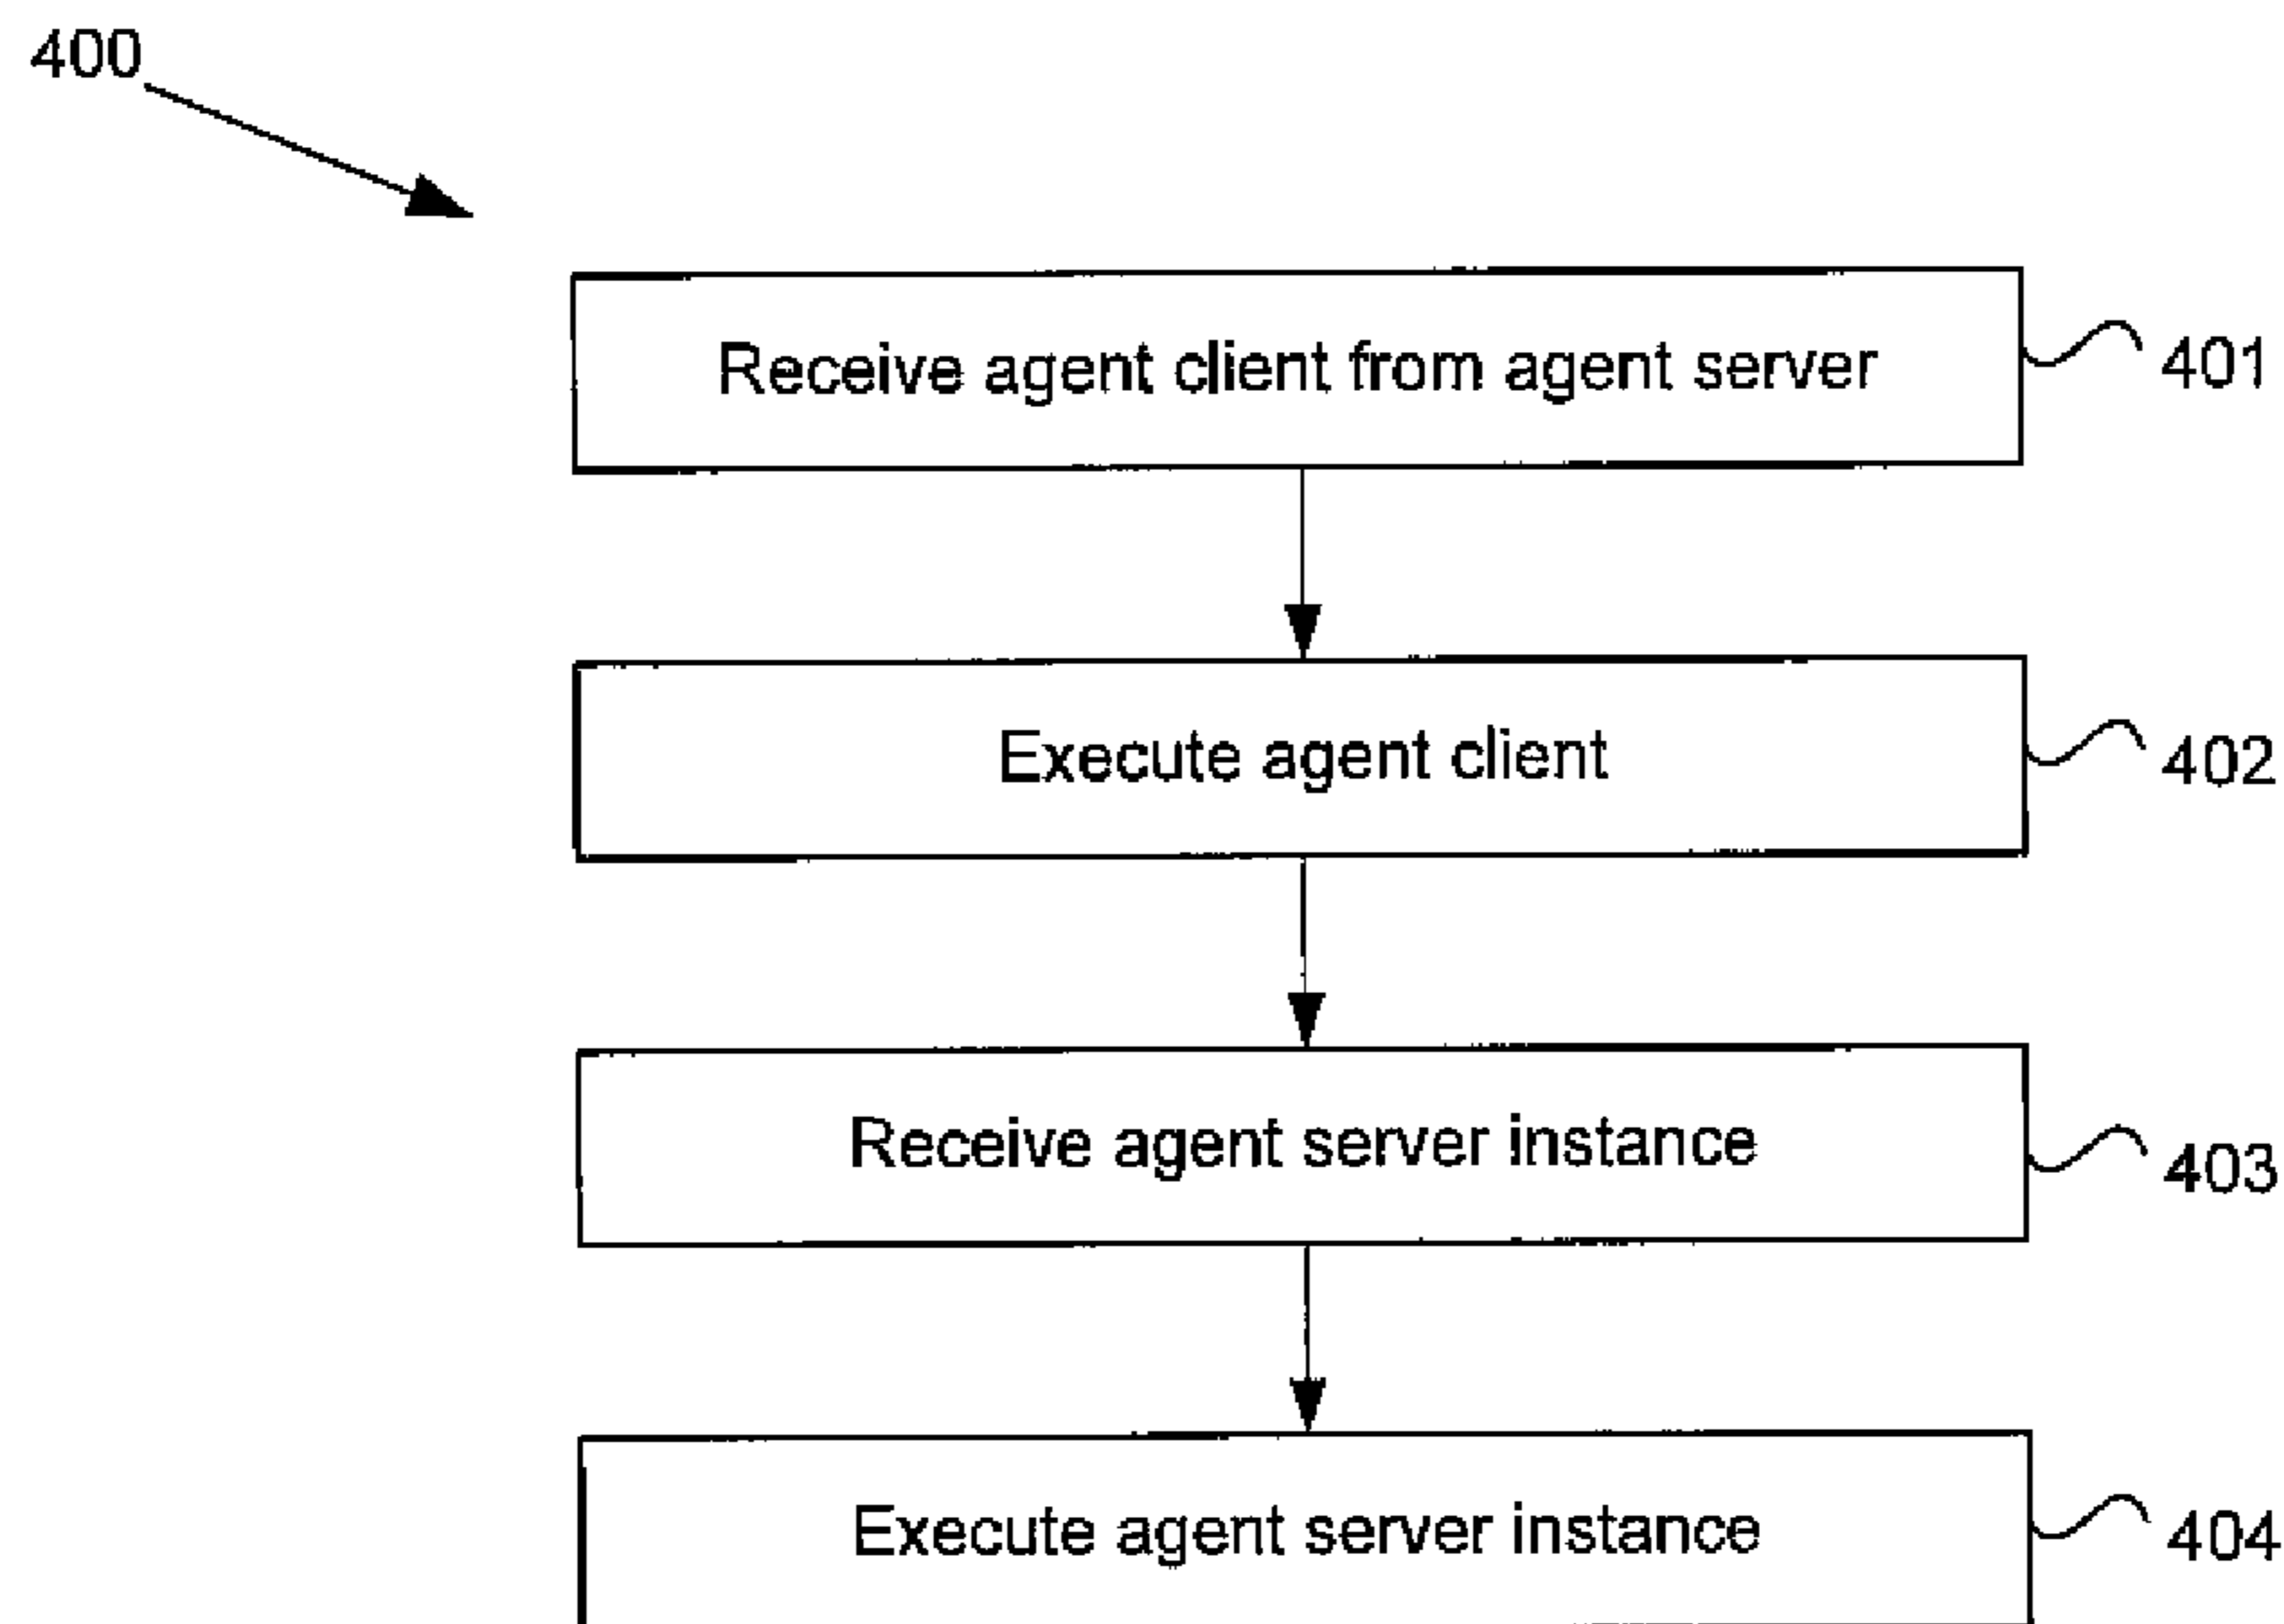 400
Receive agent client from agent server
401
Execute agent client
402
Receive agent server instance
403
Execute agent server instance
404